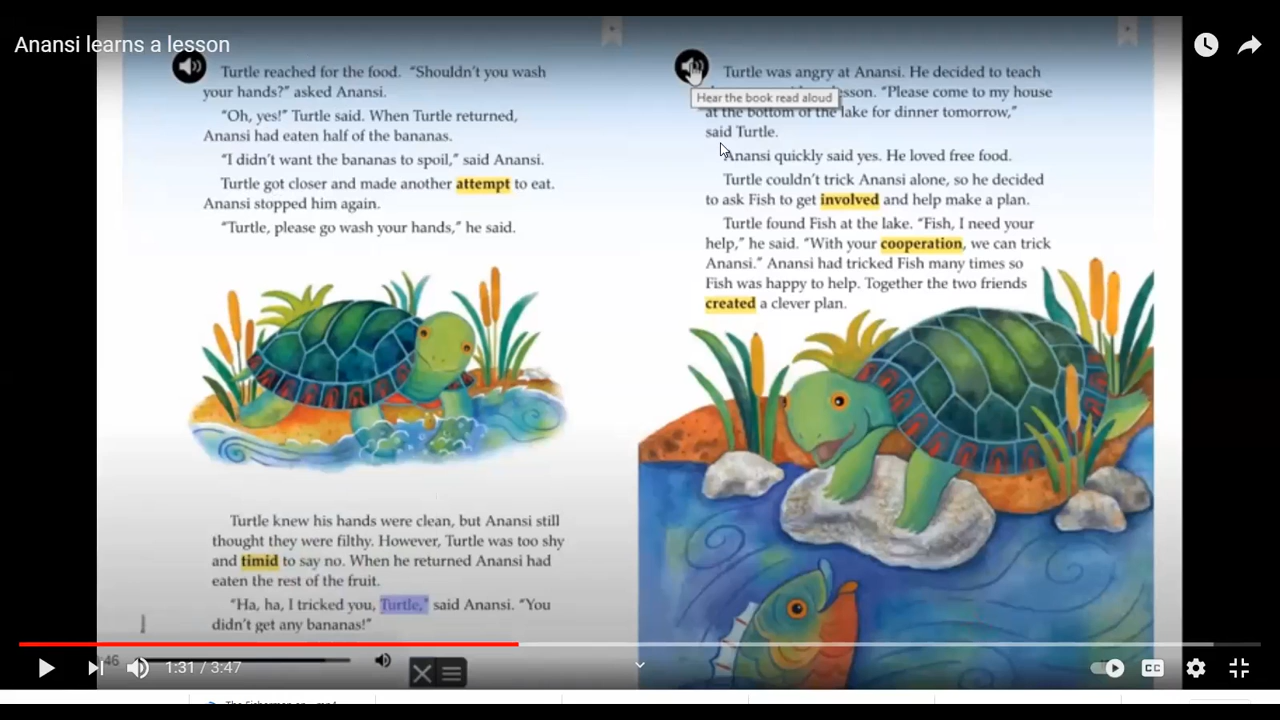 Anansi learns a lesson
Turtle reached for the food. “Shouldn’t you wash
your hands?” asked Anansi.
“Oh, yes!” Turtle said. When Turtle returned,
Anansi had eaten half of the bananas.
“I didn’t want the bananas to spoil,” said Anansi.
Turtle got closer and made another attempt to eat.
Anansi stopped him again.
“Turtle, please go wash your hands,” he said.
Turtle knew his hands were clean, but Anansi still
thought they were filthy. However, Turtle was too shy
and timid to say no. When he returned Anansi had
eaten the rest of the fruit.
“Ha, ha, I tricked you, Turtle,” said Anansi. “You
didn’t get any bananas!”
Turtle was angry at Anansi. He decided to teach
lesson. “Please come to my house
Hear the book read aloud
at the bottom of the lake for dinner tomorrow,”
said Turtle.
Anansi quickly said yes. He loved free food.
Turtle couldn’t trick Anansi alone, so he decided
to ask Fish to get involved and help make a plan.
Turtle found Fish at the lake. “Fish, I need your
help,” he said. “With your cooperation, we can trick
Anansi.” Anansi had tricked Fish many times so
Fish was happy to help. Together the two friends
created a clever plan.
46
1:31 / 3:47
CC